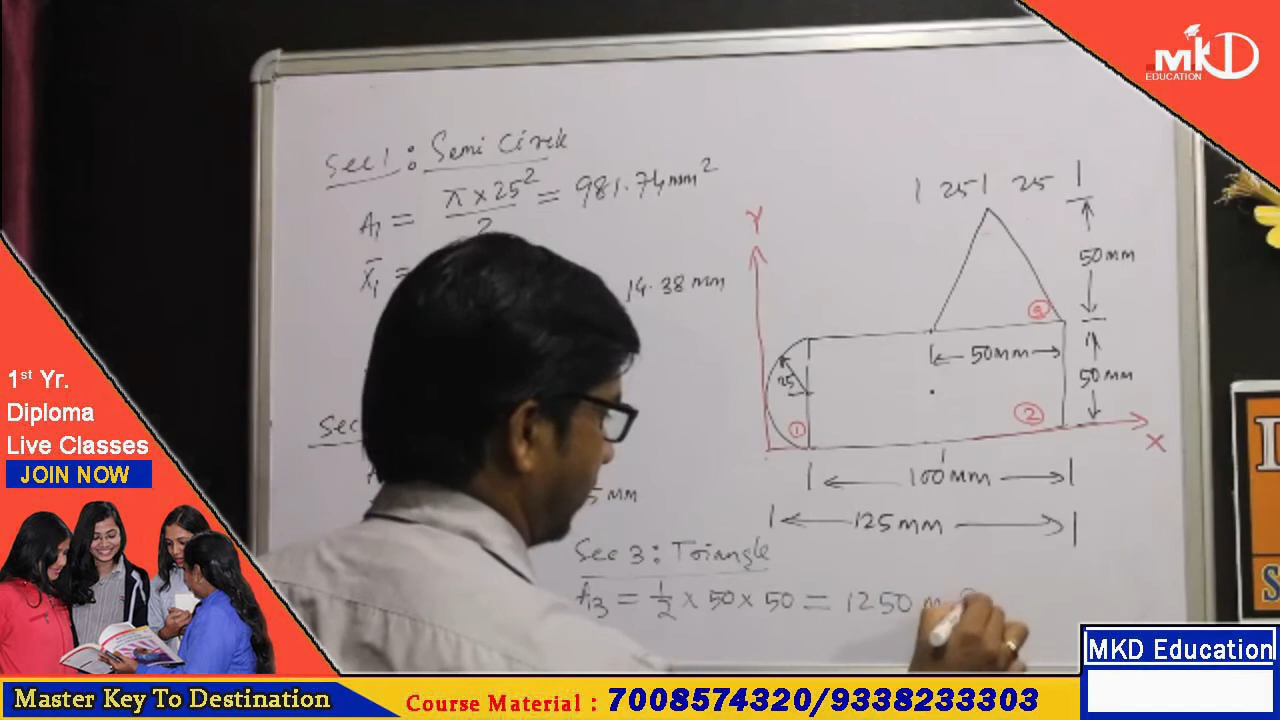 MKD
EDUCATION
Sec 1 : Semi Circle
A1 = π × 25² / 2 = 981.74 mm²
X̄1 =
14.38 mm
Sec
5 mm
Sec 3 : Triangle
A3 = 1/2 × 50 × 50 = 1250 m
Y
25 25
50 mm
3
50mm
50 mm
25
1
2
X
100 mm
125 mm
1st Yr.
Diploma
Live Classes
JOIN NOW
MKD Education
Master Key To Destination
Course Material : 7008574320/9338233303